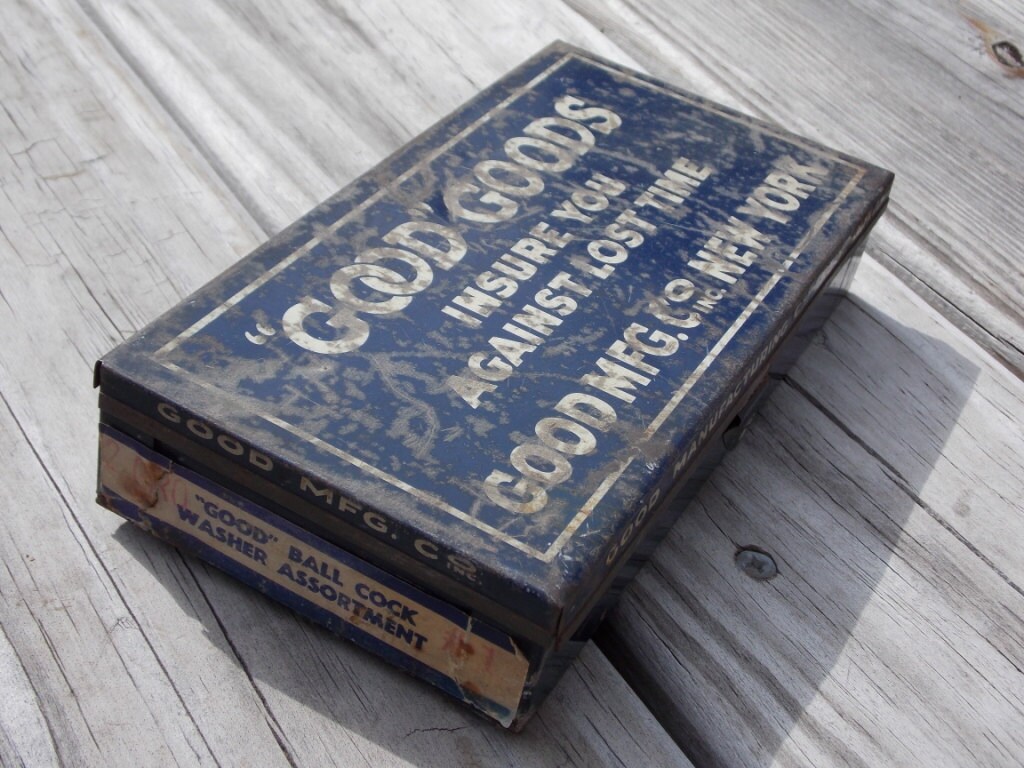 "GOOD" GOODS
INSURE YOU
AGAINST LOST TIME
GOOD MFG. CO. INC. NEW YORK
GOOD MFG. CO. INC.
"GOOD" BALL COCK
WASHER ASSORTMENT
GOOD MANUFACTURING